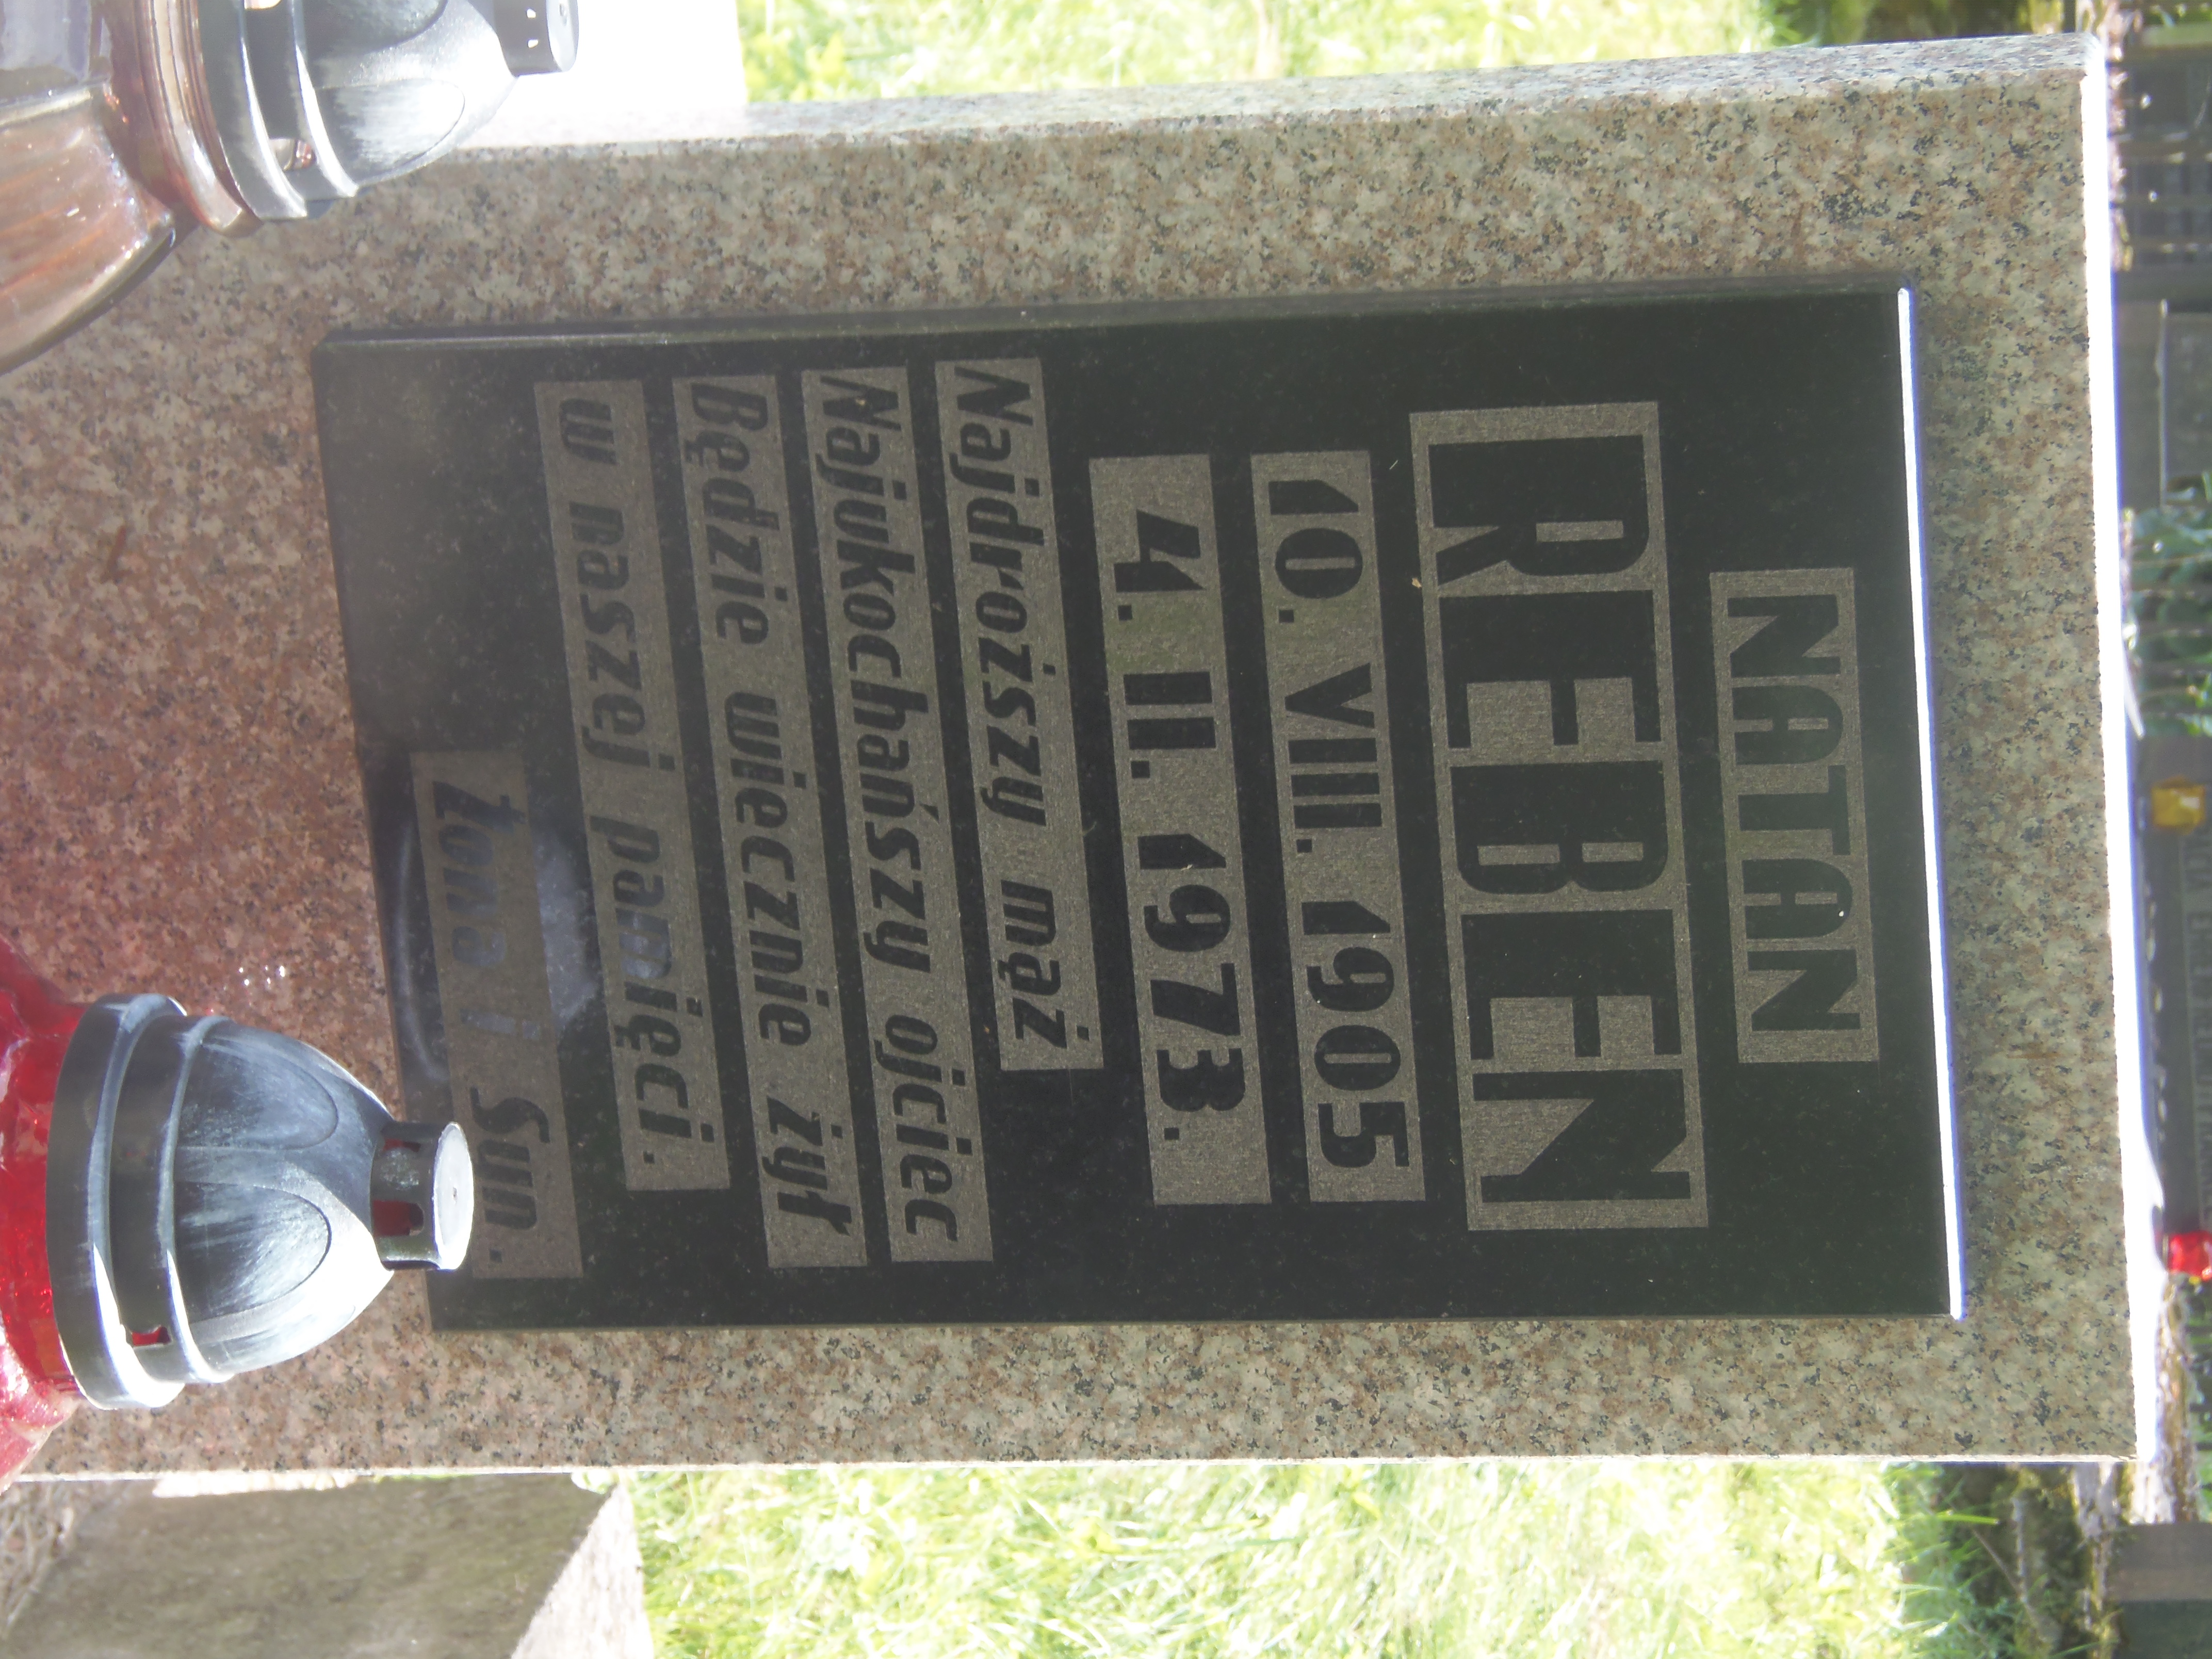 NATAN
REBEN
10. VIII. 1905
4. II. 1973.
Najdroższy mąż
Najukochańszy ojciec
Będzie wiecznie żył
w naszej pamięci.
Żona i Syn.